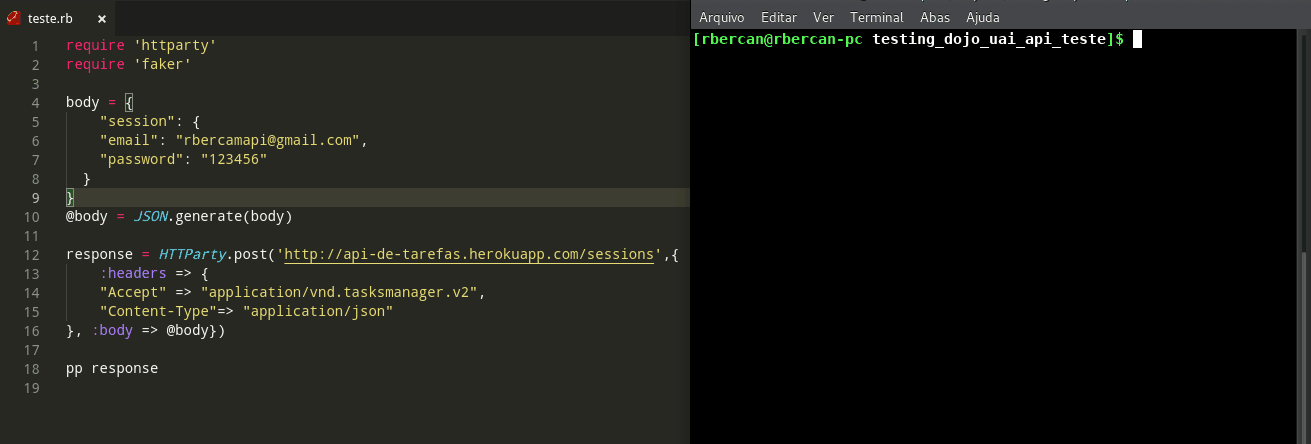 teste.rb ×
1 require 'httparty'
2 require 'faker'
3
4 body = {
5 "session": {
6 "email": "rbercamapi@gmail.com",
7 "password": "123456"
8 }
9 }
10 @body = JSON.generate(body)
11
12 response = HTTParty.post('http://api-de-tarefas.herokuapp.com/sessions',{
13 :headers => {
14 "Accept" => "application/vnd.tasksmanager.v2",
15 "Content-Type"=> "application/json"
16 }, :body => @body})
17
18 pp response
19
Arquivo Editar Ver Terminal Abas Ajuda
[rbercan@rbercan-pc testing_dojo_uai_api_teste]$